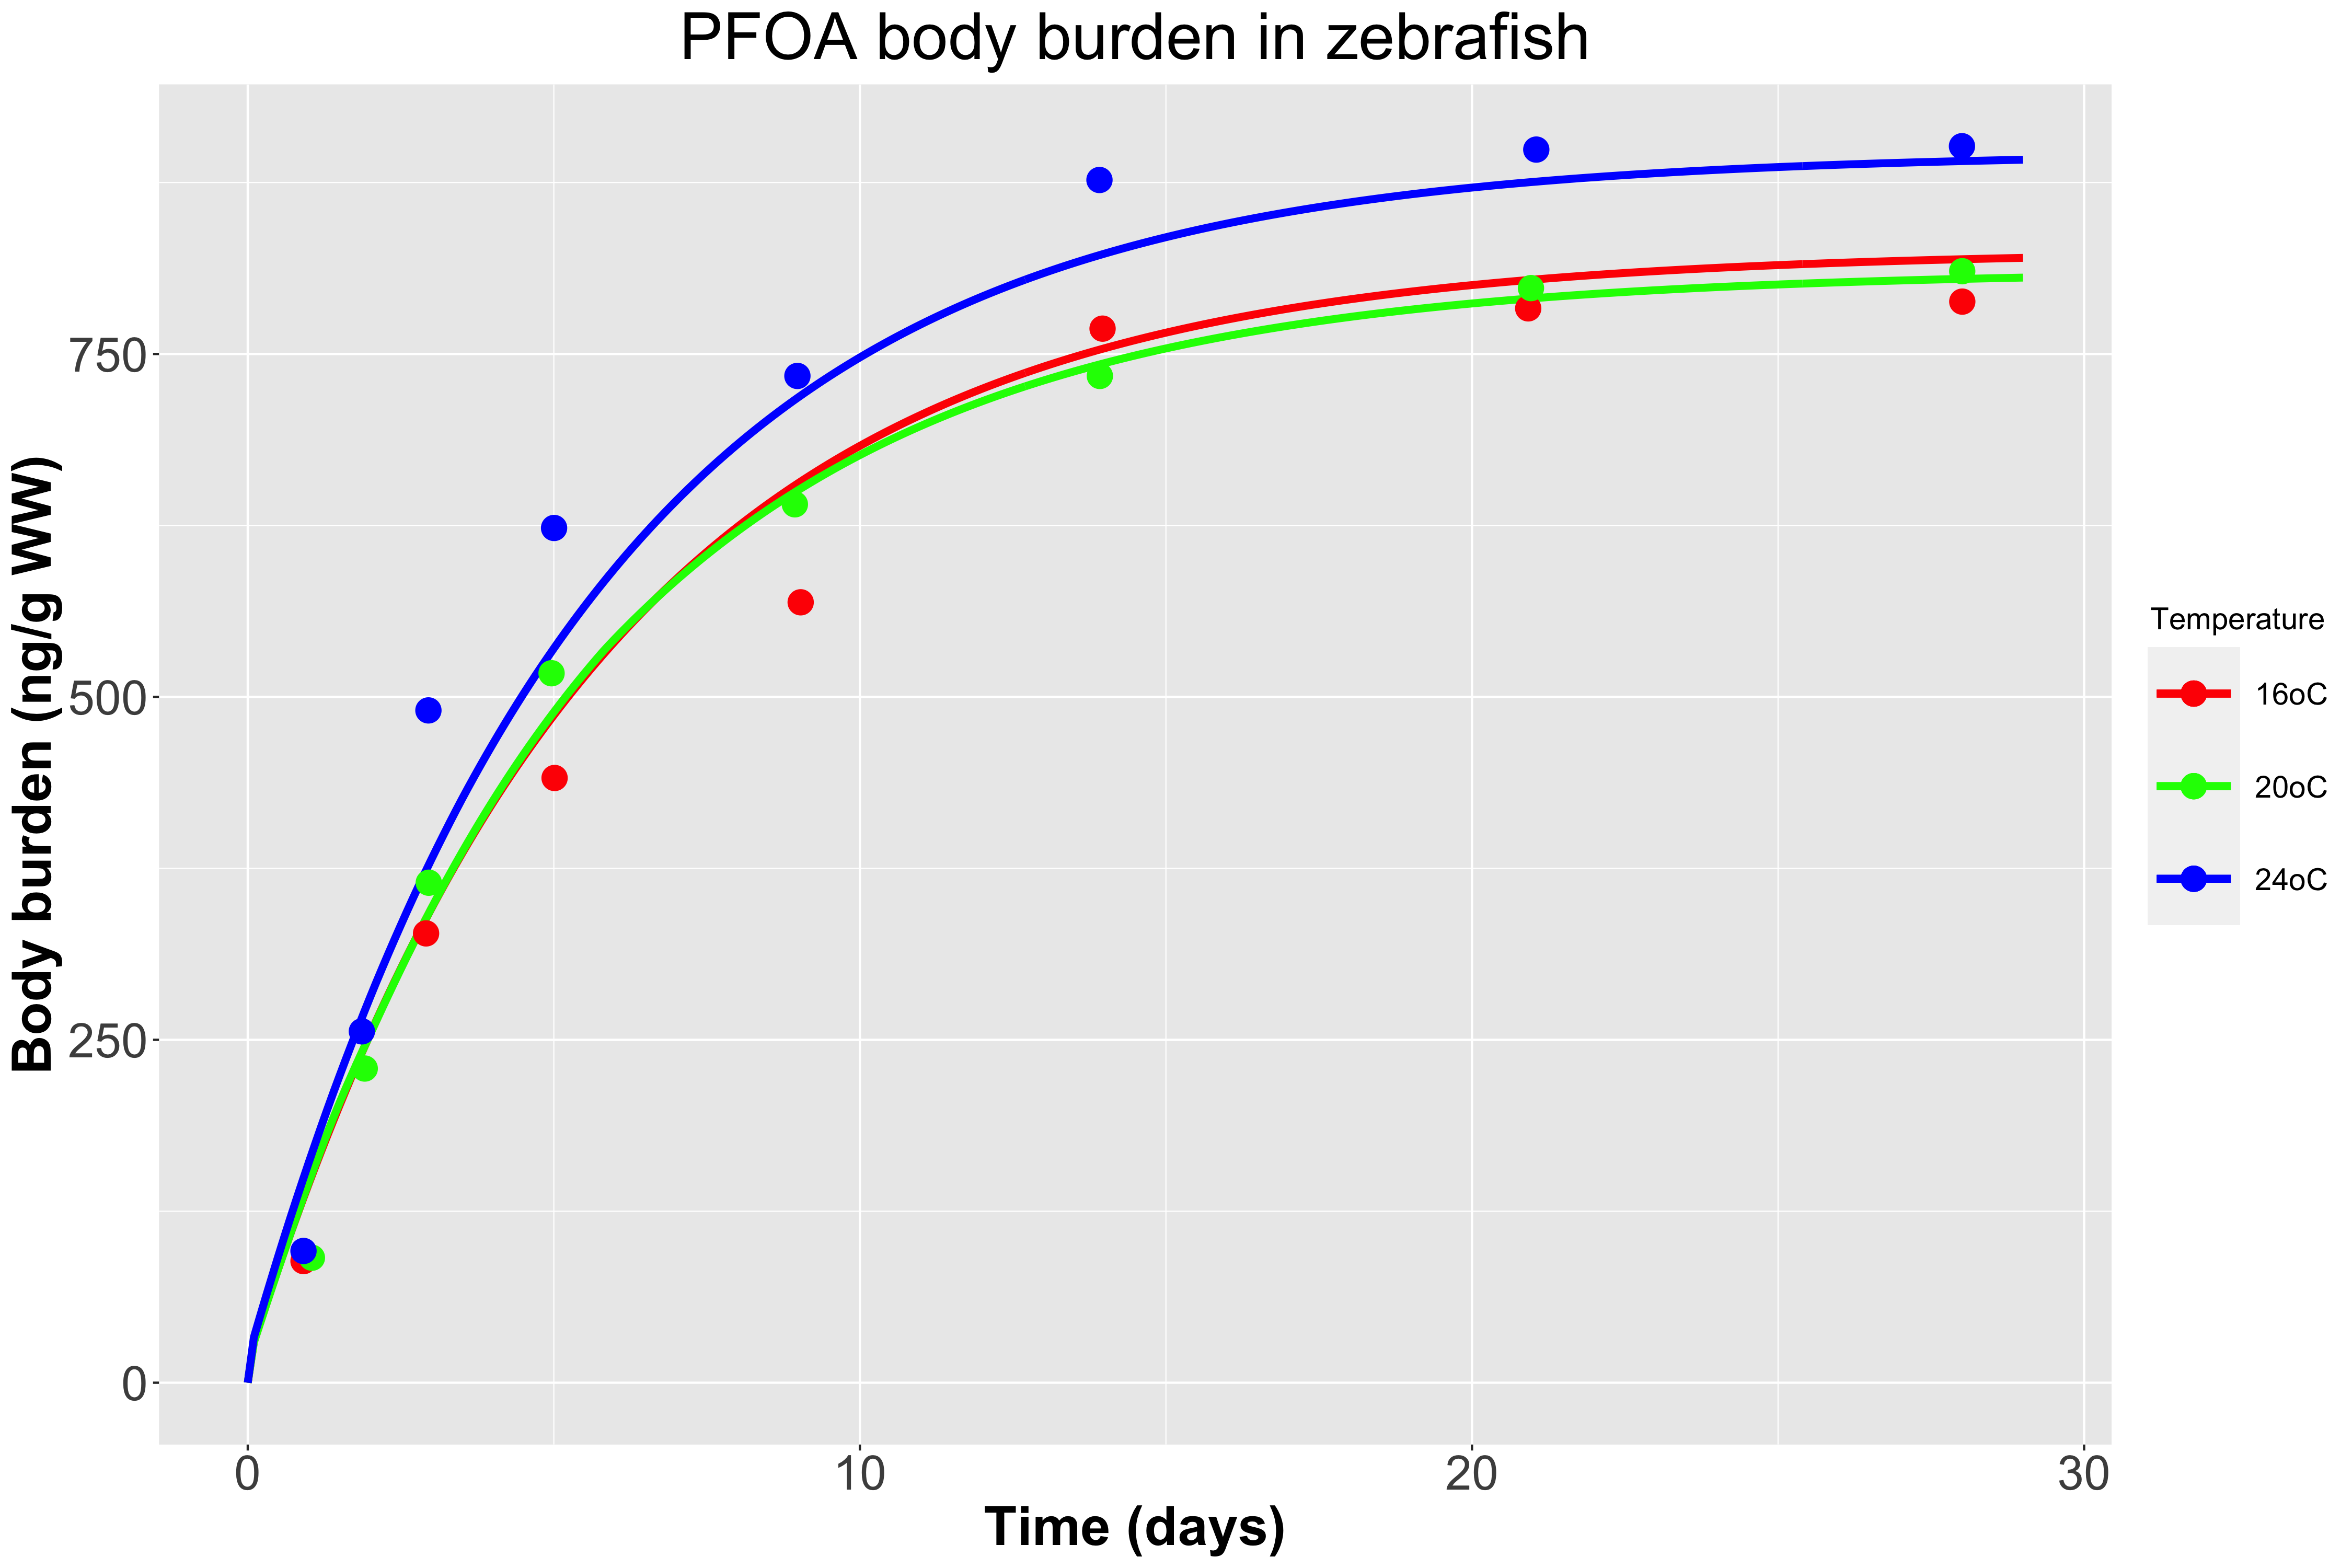 PFOA body burden in zebrafish
Body burden (ng/g WW)
750
500
250
0
0 10 20 30
Time (days)
Temperature
16oC
20oC
24oC